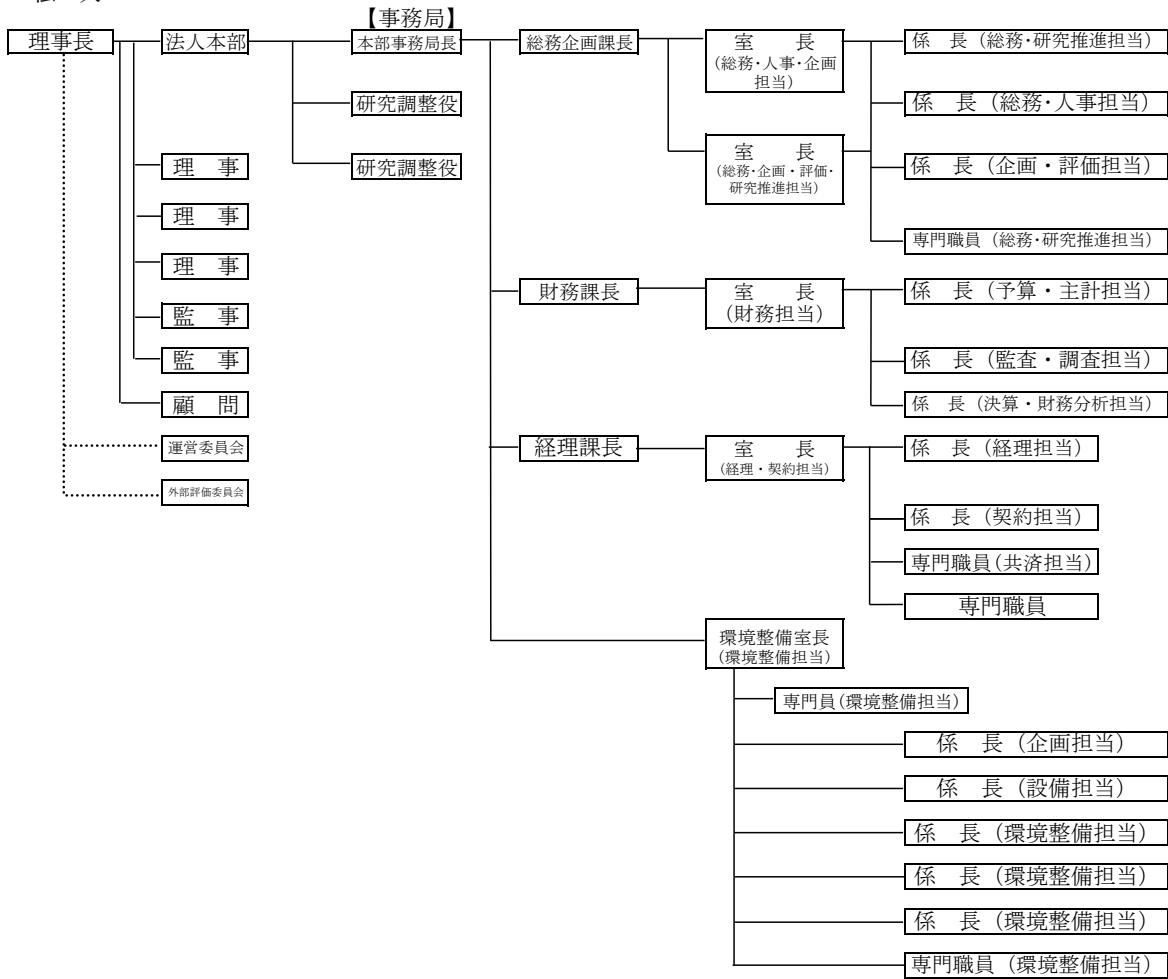 【事務局】
理事長
法人本部
本部事務局長
総務企画課長
室　長
(総務・人事・企画
担当)
係　長（総務・研究推進担当）
研究調整役
係　長（総務・人事担当）
室　長
(総務・企画・評価・
研究推進担当)
理　事
研究調整役
係　長（企画・評価担当）
理　事
専門職員（総務・研究推進担当）
理　事
財務課長
室　長
（財務担当）
係　長（予算・主計担当）
監　事
監　事
係　長（監査・調査担当）
顧　問
係　長（決算・財務分析担当）
運営委員会
経理課長
室　長
(経理・契約担当)
係　長（経理担当）
外部評価委員会
係　長（契約担当）
専門職員（共済担当）
専門職員
環境整備室長
(環境整備担当)
専門員（環境整備担当）
係　長（企画担当）
係　長（設備担当）
係　長（環境整備担当）
係　長（環境整備担当）
係　長（環境整備担当）
専門職員（環境整備担当）